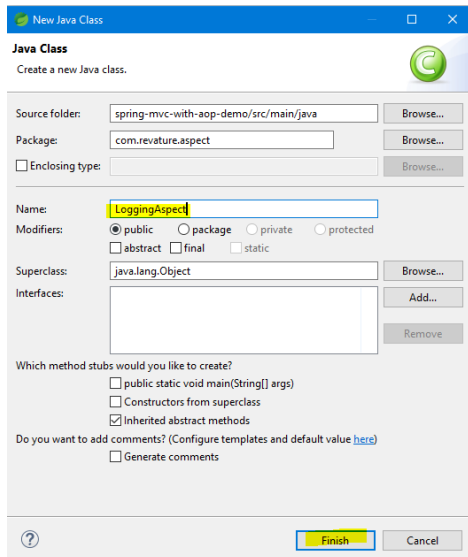 New Java Class
Java Class
Create a new Java class.
Source folder: spring-mvc-with-aop-demo/src/main/java Browse...
Package: com.revature.aspect Browse...
Enclosing type: Browse...
Name: LoggingAspect
Modifiers: public package private protected
abstract final static
Superclass: java.lang.Object Browse...
Interfaces: Add...
Remove
Which method stubs would you like to create?
public static void main(String[] args)
Constructors from superclass
Inherited abstract methods
Do you want to add comments? (Configure templates and default value here)
Generate comments
? Finish Cancel